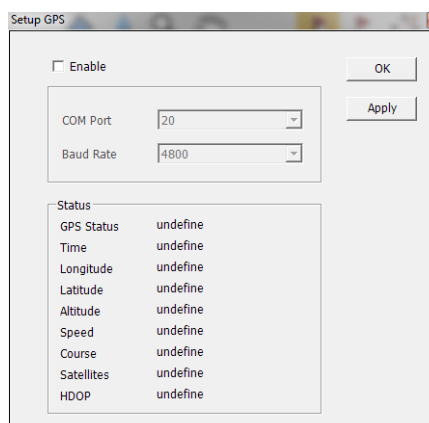 Setup GPS
Enable
OK
Apply
COM Port 20
Baud Rate 4800
Status
GPS Status undefine
Time undefine
Longitude undefine
Latitude undefine
Altitude undefine
Speed undefine
Course undefine
Satellites undefine
HDOP undefine